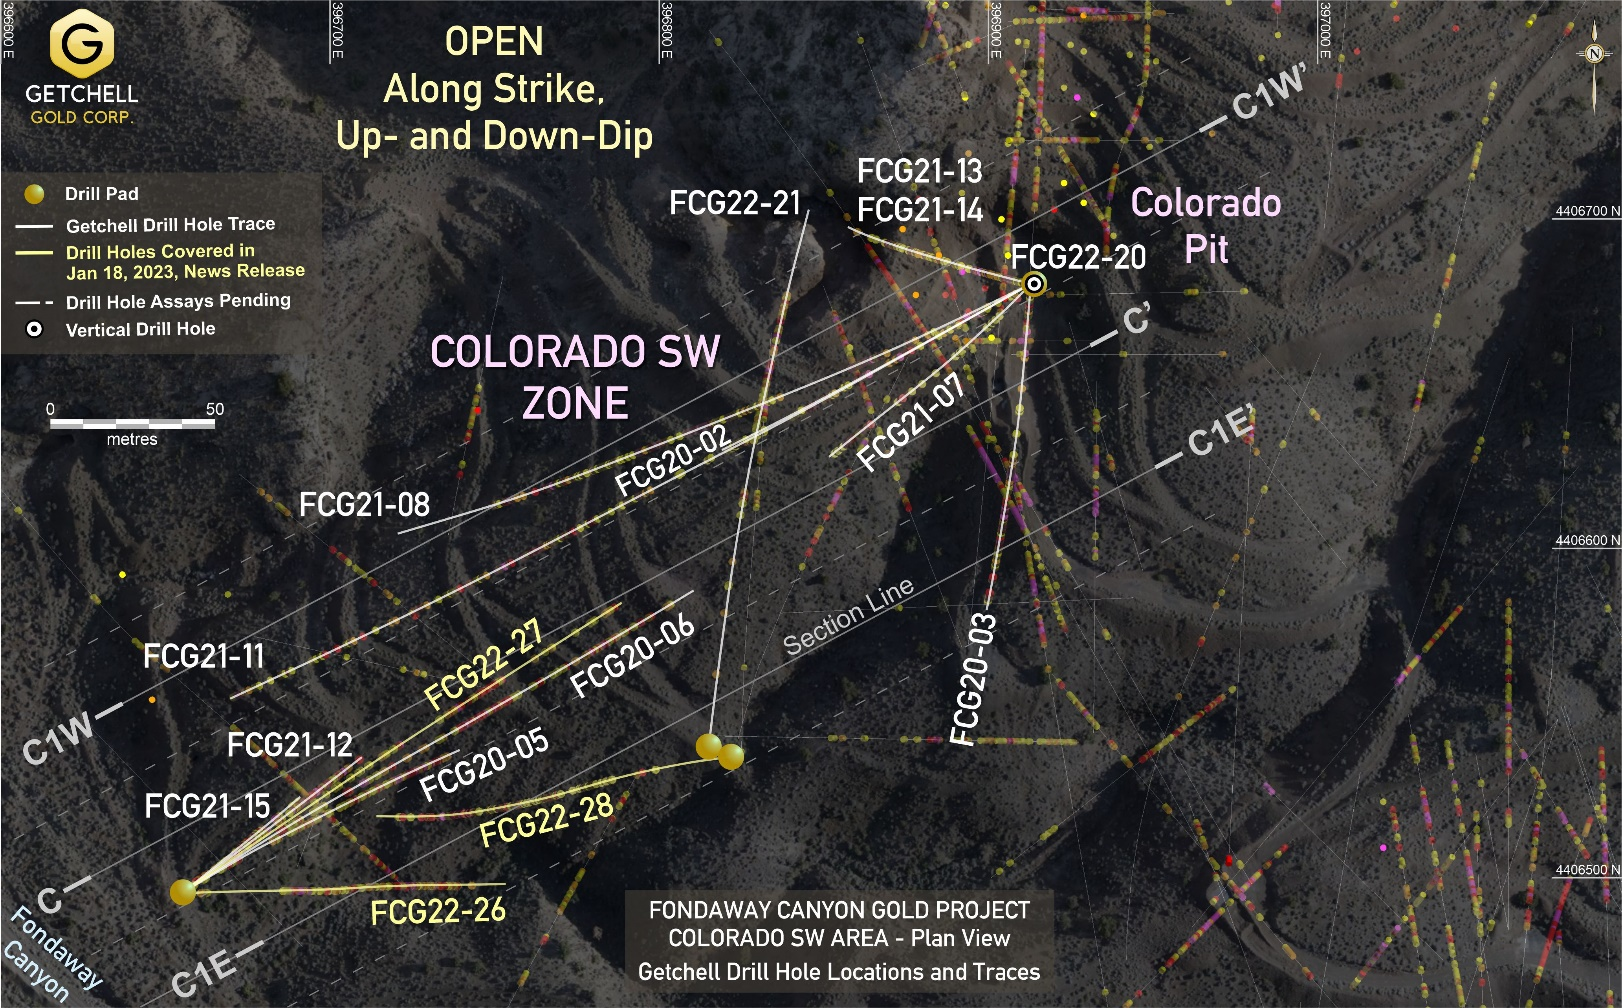 396600 E
396700 E
396800 E
396900 E
397000 E
G
GETCHELL
GOLD CORP.
OPEN
Along Strike,
Up- and Down-Dip
N
C1W'
Drill Pad
Getchell Drill Hole Trace
Drill Holes Covered in
Jan 18, 2023, News Release
Drill Hole Assays Pending
Vertical Drill Hole
FCG22-21
FCG21-13
FCG21-14
Colorado
Pit
4406700 N
FCG22-20
C'
COLORADO SW
ZONE
0 50
metres
FCG21-07
C1E'
FCG20-02
FCG21-08
4406600 N
Section Line
FCG21-11
FCG22-27
FCG20-06
FCG20-03
C1W
FCG21-12
FCG20-05
FCG21-15
FCG22-28
4406500 N
C
FCG22-26
Fondaway
Canyon
C1E
FONDAWAY CANYON GOLD PROJECT
COLORADO SW AREA - Plan View
Getchell Drill Hole Locations and Traces